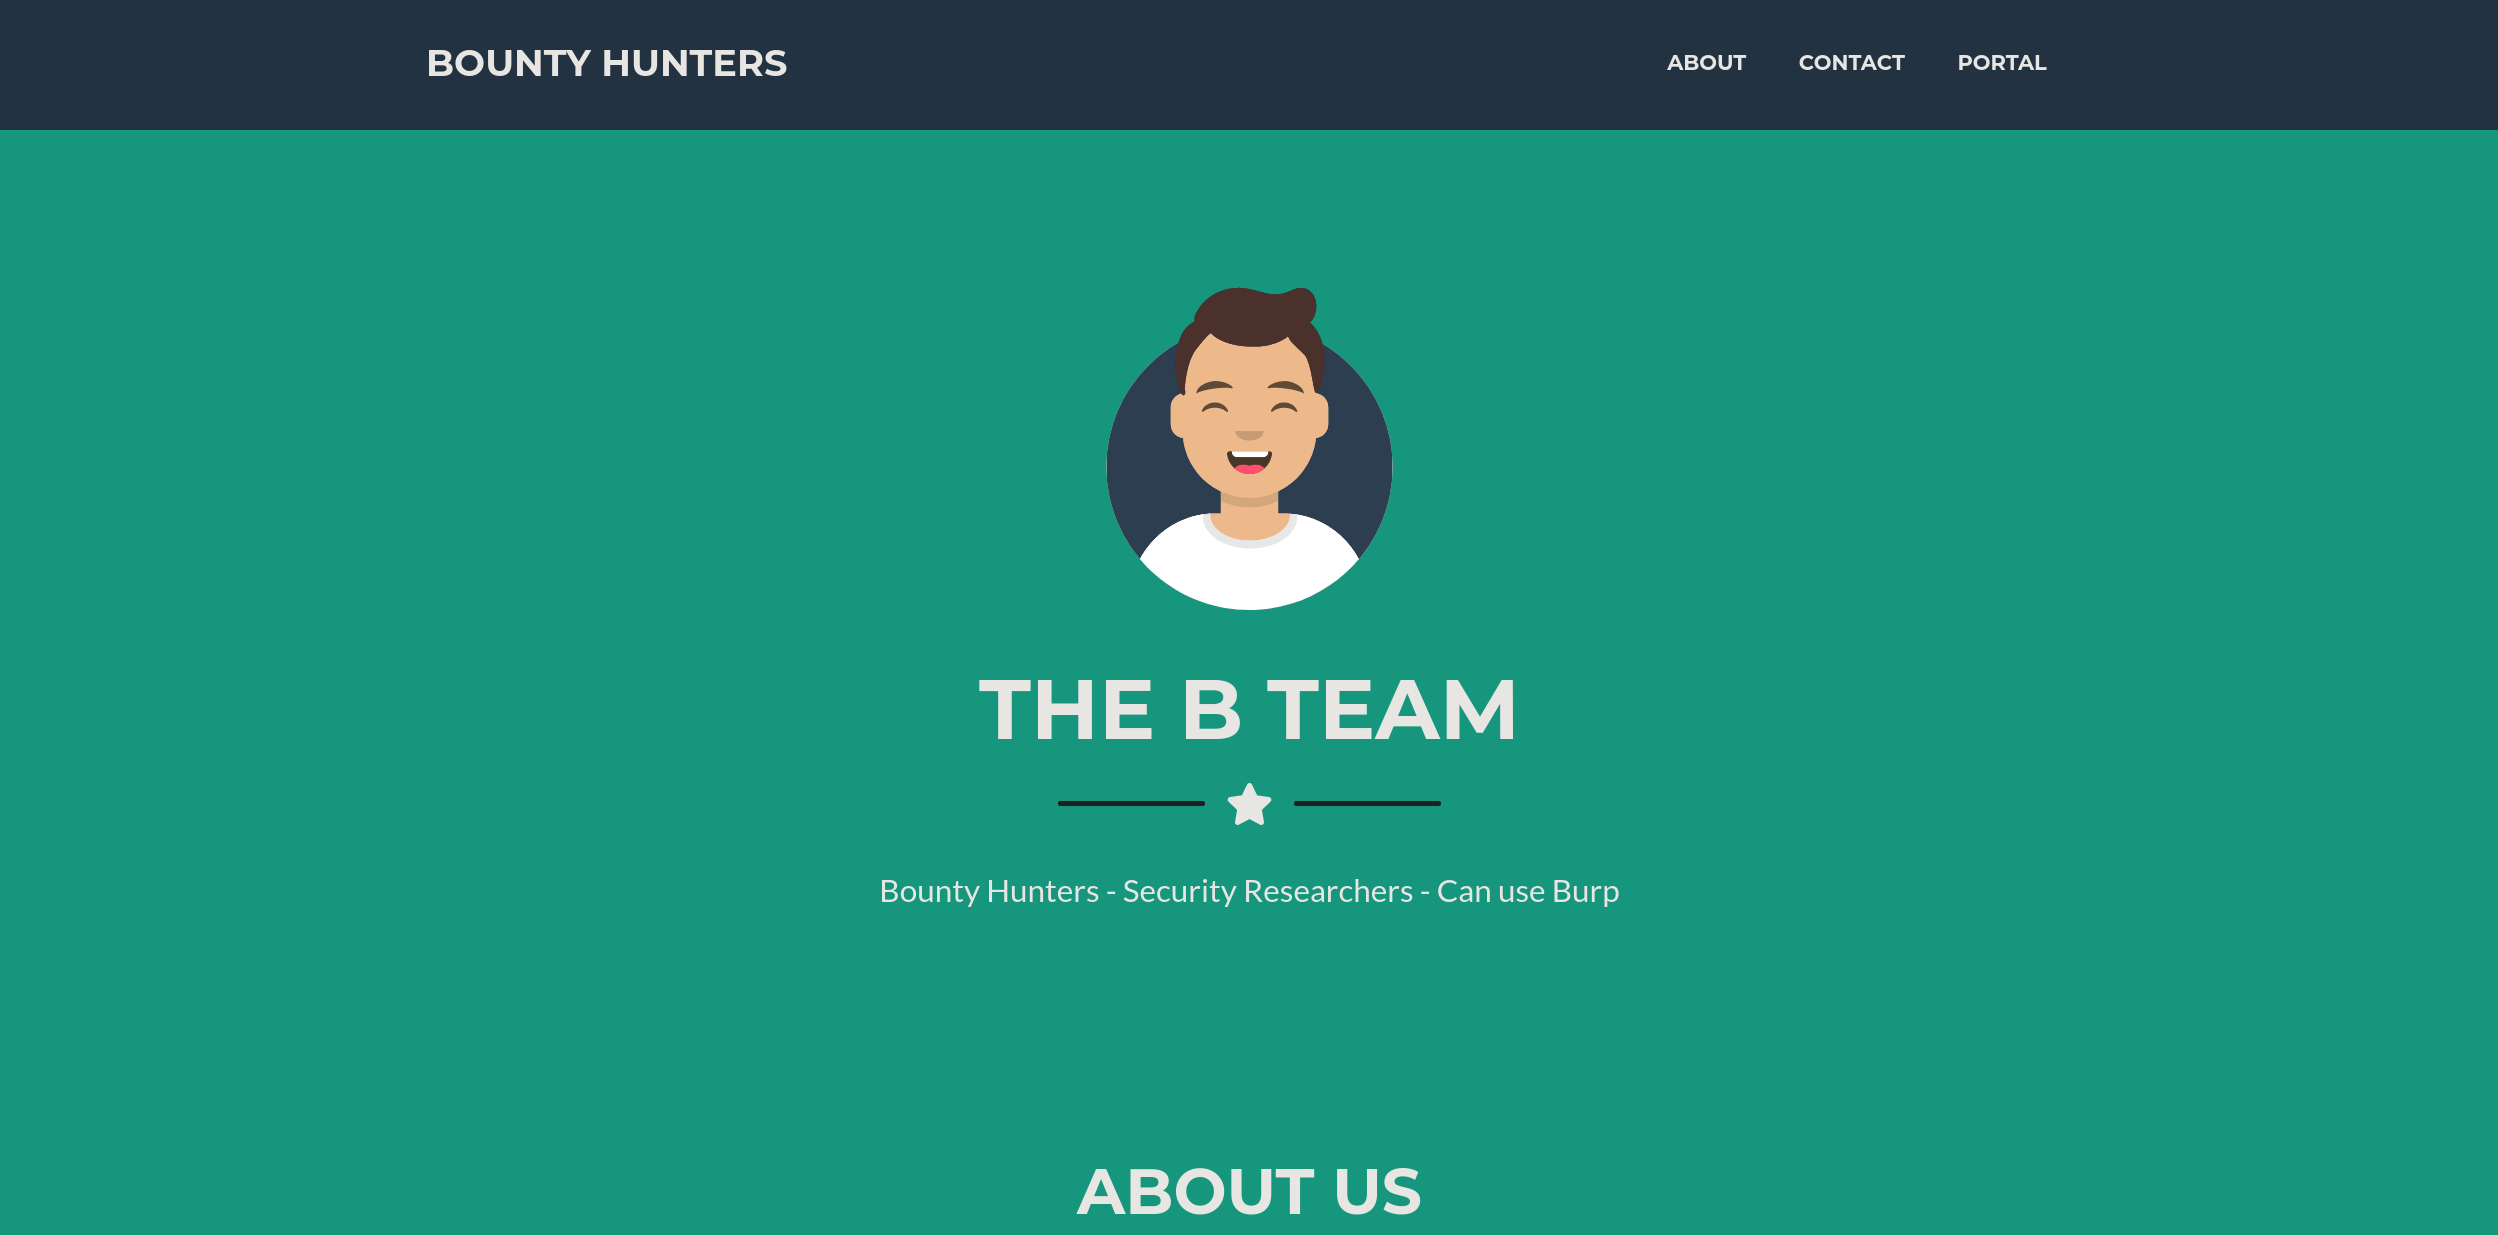 BOUNTY HUNTERS
ABOUT
CONTACT
PORTAL
THE B TEAM
Bounty Hunters - Security Researchers - Can use Burp
ABOUT US